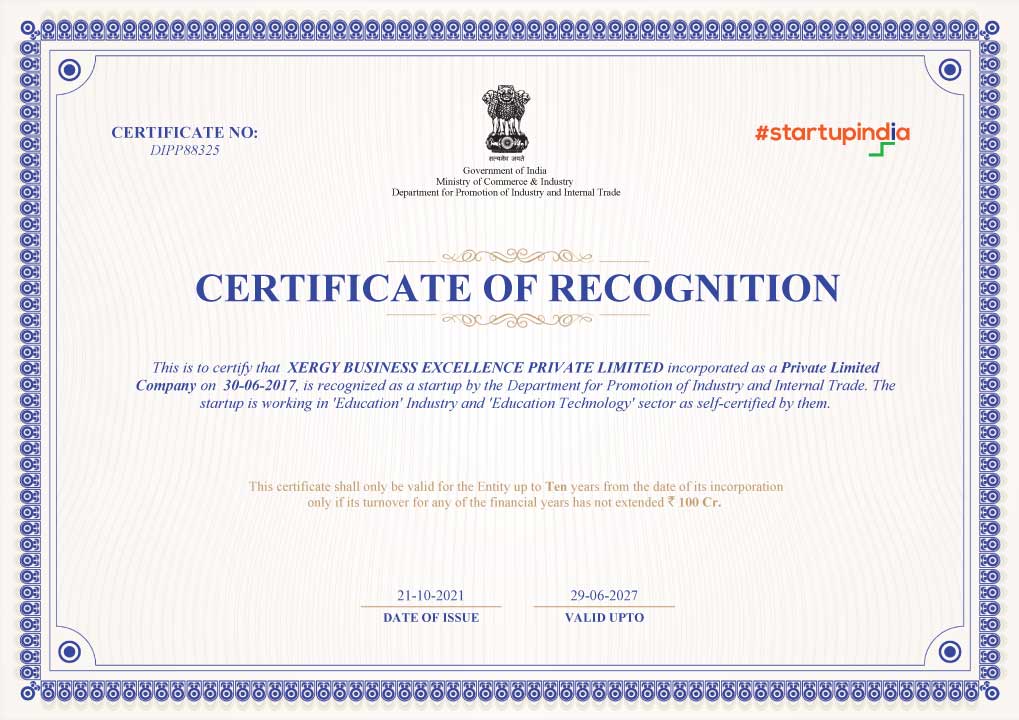 CERTIFICATE NO:
DIPP88325
सत्यमेव जयते
Government of India
Ministry of Commerce & Industry
Department for Promotion of Industry and Internal Trade
#startupindia
CERTIFICATE OF RECOGNITION
This is to certify that XERGY BUSINESS EXCELLENCE PRIVATE LIMITED incorporated as a Private Limited
Company on 30-06-2017, is recognized as a startup by the Department for Promotion of Industry and Internal Trade. The
startup is working in 'Education' Industry and 'Education Technology' sector as self-certified by them.
This certificate shall only be valid for the Entity up to Ten years from the date of its incorporation
only if its turnover for any of the financial years has not extended ₹ 100 Cr.
21-10-2021
DATE OF ISSUE
29-06-2027
VALID UPTO